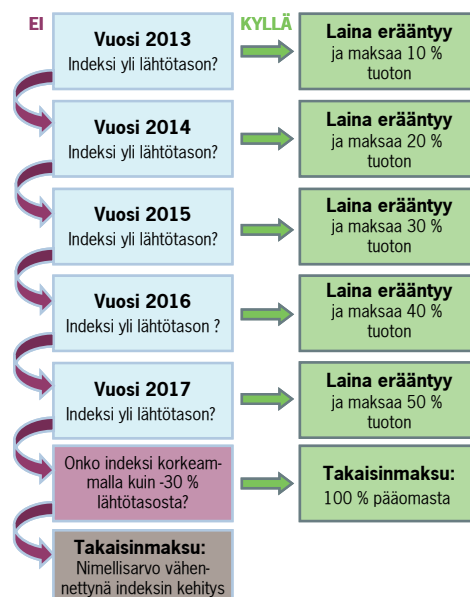 EI
KYLLÄ
Vuosi 2013
Indeksi yli lähtötason?
Laina erääntyy
ja maksaa 10 %
tuoton
Vuosi 2014
Indeksi yli lähtötason?
Laina erääntyy
ja maksaa 20 %
tuoton
Vuosi 2015
Indeksi yli lähtötason?
Laina erääntyy
ja maksaa 30 %
tuoton
Vuosi 2016
Indeksi yli lähtötason ?
Laina erääntyy
ja maksaa 40 %
tuoton
Vuosi 2017
Indeksi yli lähtötason?
Laina erääntyy
ja maksaa 50 %
tuoton
Onko indeksi korkeam-
malla kuin -30 %
lähtötasosta?
Takaisinmaksu:
100 % pääomasta
Takaisinmaksu:
Nimellisarvo vähen-
nettynä indeksin kehitys